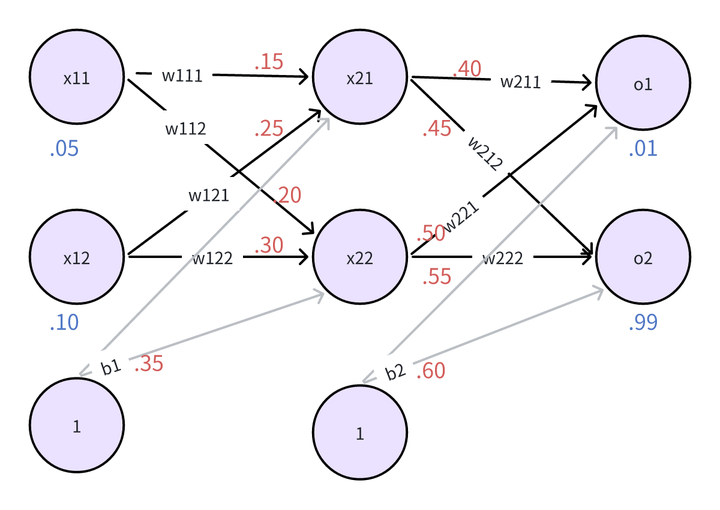 x11
w111
.15
x21
.40
w211
o1
w112
.25
.45
w212
.05
.01
w121
.20
w221
.50
x12
w122
.30
x22
.55
w222
o2
.10
.99
b1
.35
b2
.60
1
1